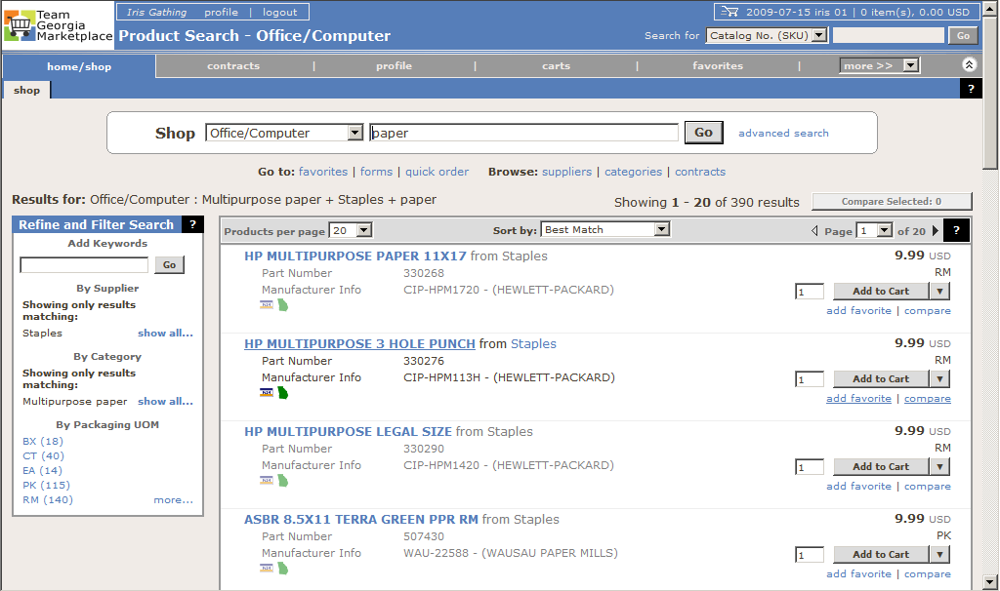 Team
Georgia
Marketplace
Iris Gathing profile | logout
2009-07-15 iris 01 | 0 item(s), 0.00 USD
Product Search - Office/Computer
Search for Catalog No. (SKU) Go
home/shop contracts | profile | carts | favorites | more >>
shop ?
Shop Office/Computer paper Go advanced search
Go to: favorites | forms | quick order Browse: suppliers | categories | contracts
Results for: Office/Computer : Multipurpose paper + Staples + paper
Showing 1 - 20 of 390 results Compare Selected: 0
Refine and Filter Search ?
Add Keywords
Go
By Supplier
Showing only results
matching:
Staples show all...
By Category
Showing only results
matching:
Multipurpose paper show all...
By Packaging UOM
BX (18)
CT (40)
EA (14)
PK (115)
RM (140) more...
Products per page 20 Sort by: Best Match Page 1 of 20 ?
HP MULTIPURPOSE PAPER 11X17 from Staples 9.99 USD
Part Number 330268 RM
Manufacturer Info CIP-HPM1720 - (HEWLETT-PACKARD) 1 Add to Cart
add favorite | compare
HP MULTIPURPOSE 3 HOLE PUNCH from Staples 9.99 USD
Part Number 330276 RM
Manufacturer Info CIP-HPM113H - (HEWLETT-PACKARD) 1 Add to Cart
add favorite | compare
HP MULTIPURPOSE LEGAL SIZE from Staples 9.99 USD
Part Number 330290 RM
Manufacturer Info CIP-HPM1420 - (HEWLETT-PACKARD) 1 Add to Cart
add favorite | compare
ASBR 8.5X11 TERRA GREEN PPR RM from Staples 9.99 USD
Part Number 507430 PK
Manufacturer Info WAU-22588 - (WAUSAU PAPER MILLS) 1 Add to Cart
add favorite | compare